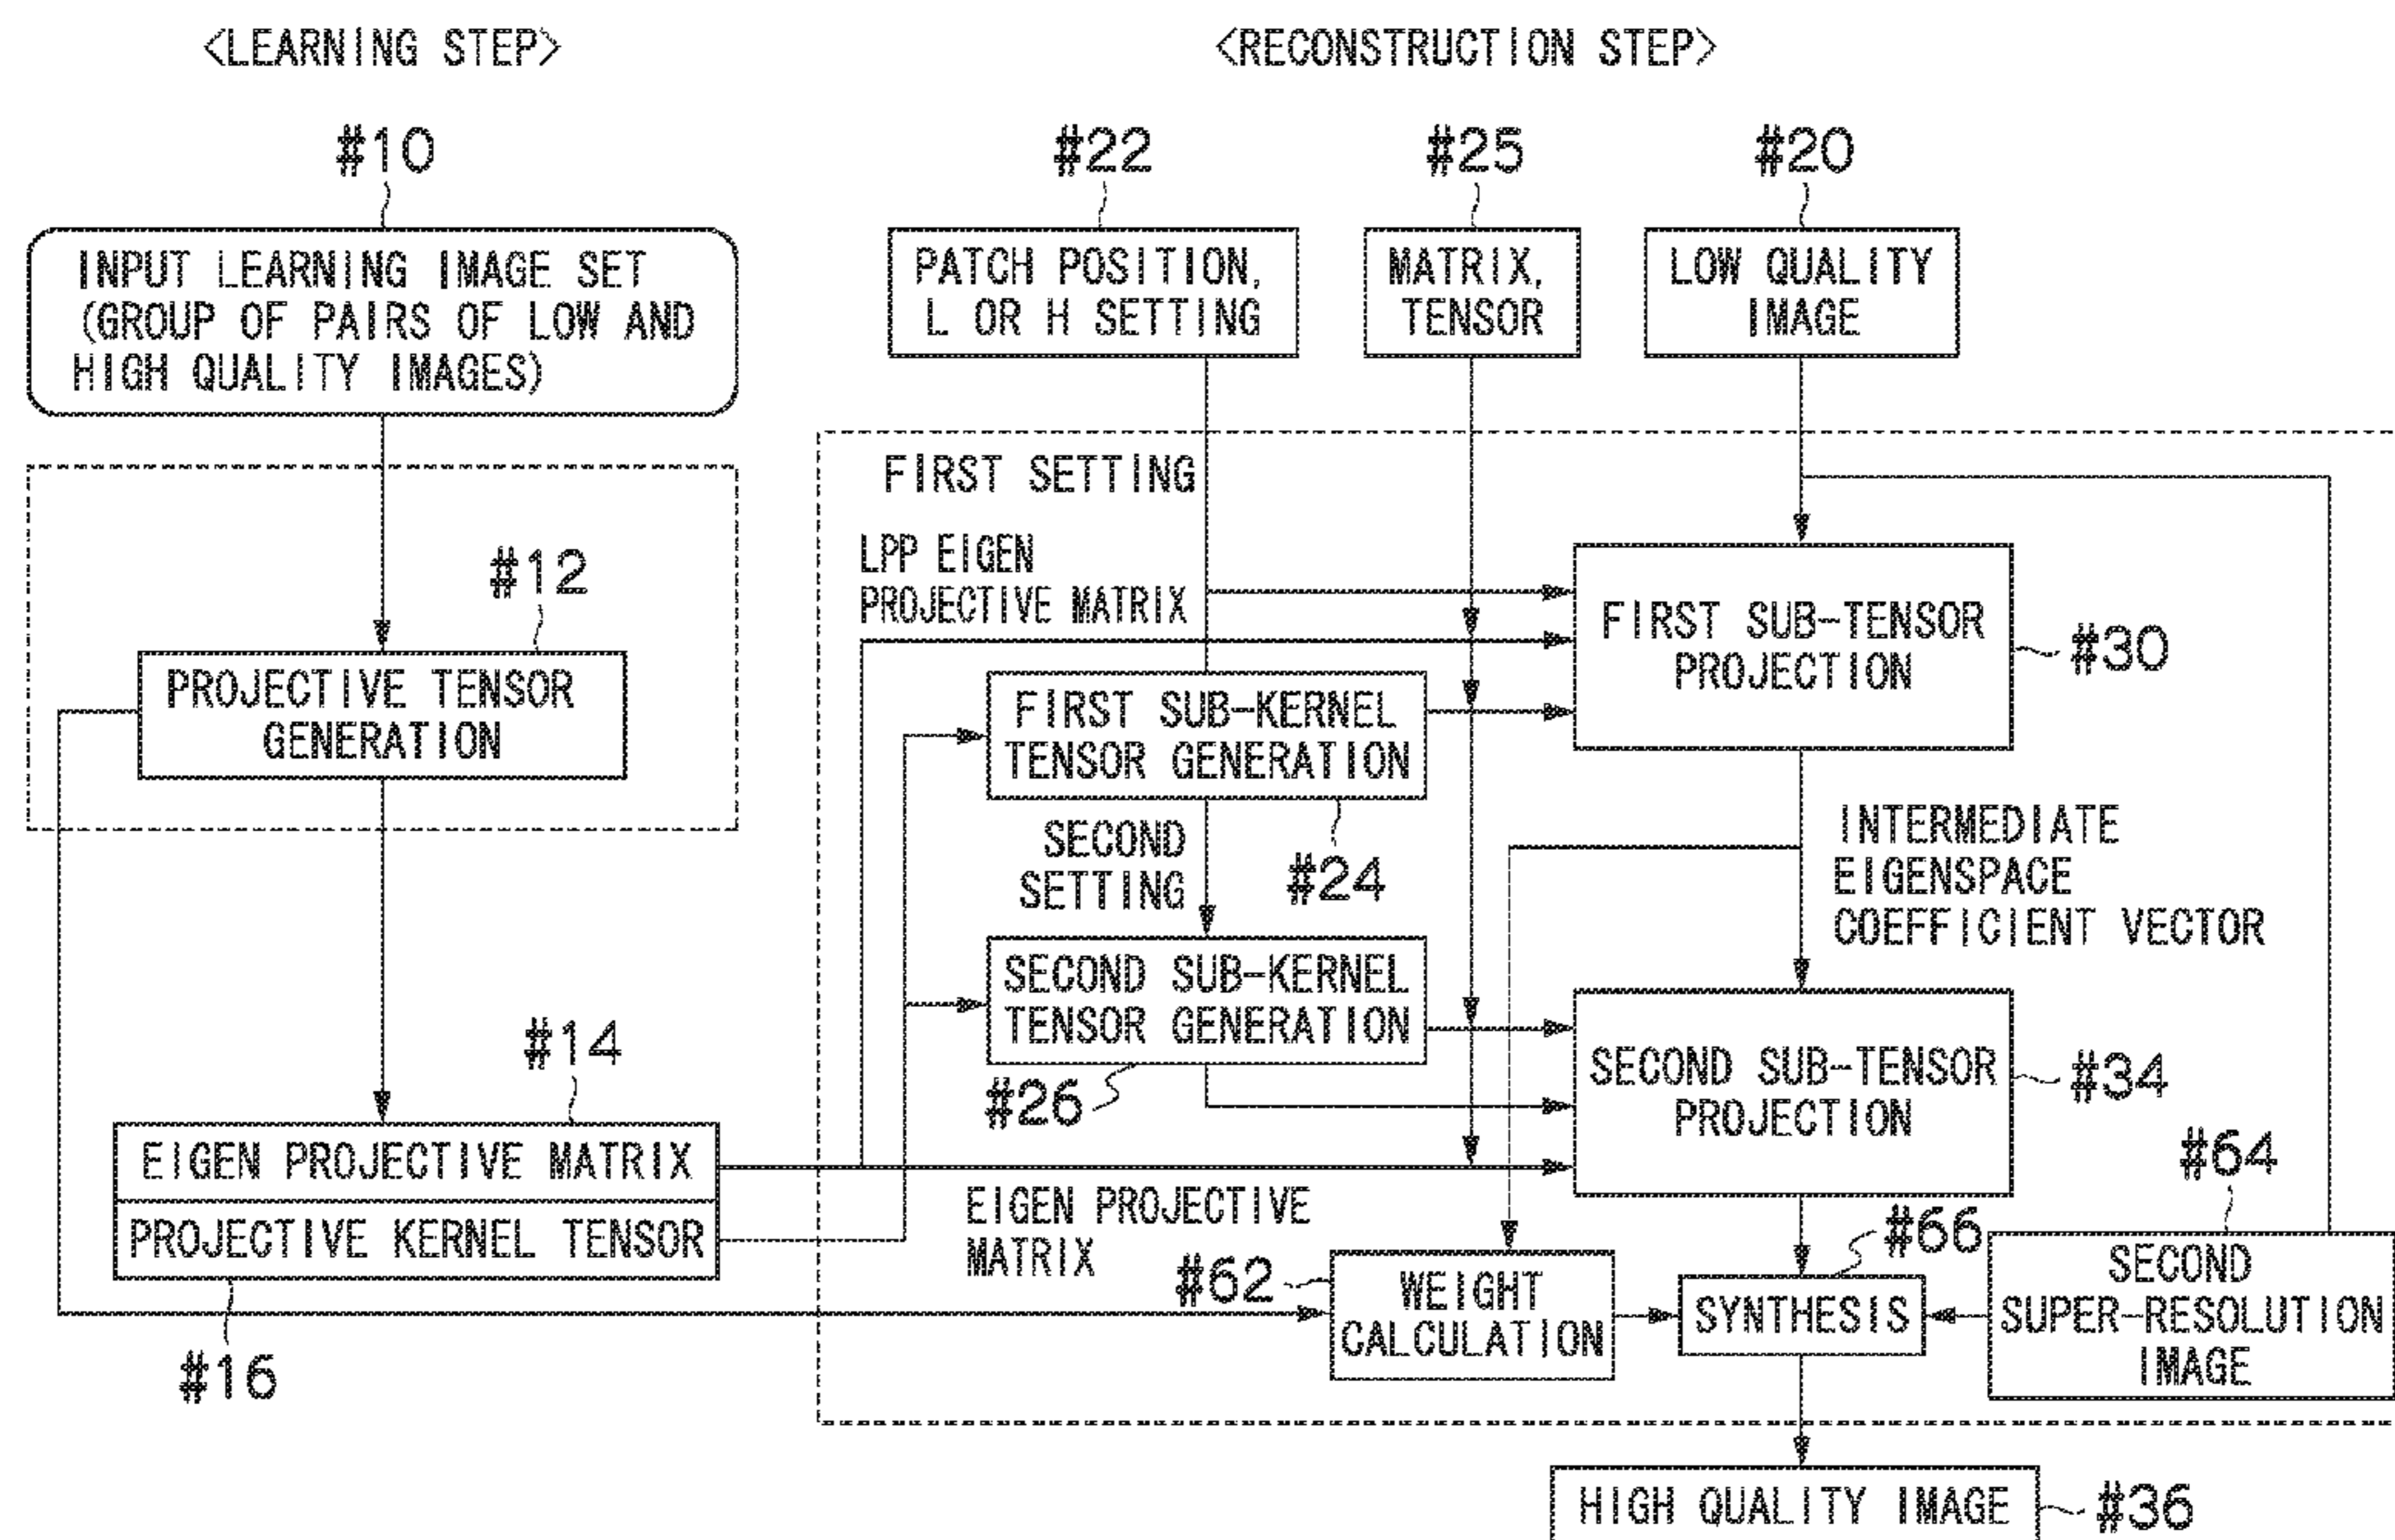 <LEARNING STEP>
<RECONSTRUCTION STEP>
#10
#22
#25
#20
INPUT LEARNING IMAGE SET
(GROUP OF PAIRS OF LOW AND
HIGH QUALITY IMAGES)
PATCH POSITION,
L OR H SETTING
MATRIX,
TENSOR
LOW QUALITY
IMAGE
FIRST SETTING
LPP EIGEN
PROJECTIVE MATRIX
#12
PROJECTIVE TENSOR
GENERATION
FIRST SUB-TENSOR
PROJECTION
#30
FIRST SUB-KERNEL
TENSOR GENERATION
#24
SECOND
SETTING
INTERMEDIATE
EIGENSPACE
COEFFICIENT VECTOR
SECOND SUB-KERNEL
TENSOR GENERATION
#26
SECOND SUB-TENSOR
PROJECTION
#34
#14
EIGEN PROJECTIVE MATRIX
PROJECTIVE KERNEL TENSOR
#16
EIGEN PROJECTIVE
MATRIX
#62
WEIGHT
CALCULATION
#66
SYNTHESIS
#64
SECOND
SUPER-RESOLUTION
IMAGE
HIGH QUALITY IMAGE
#36